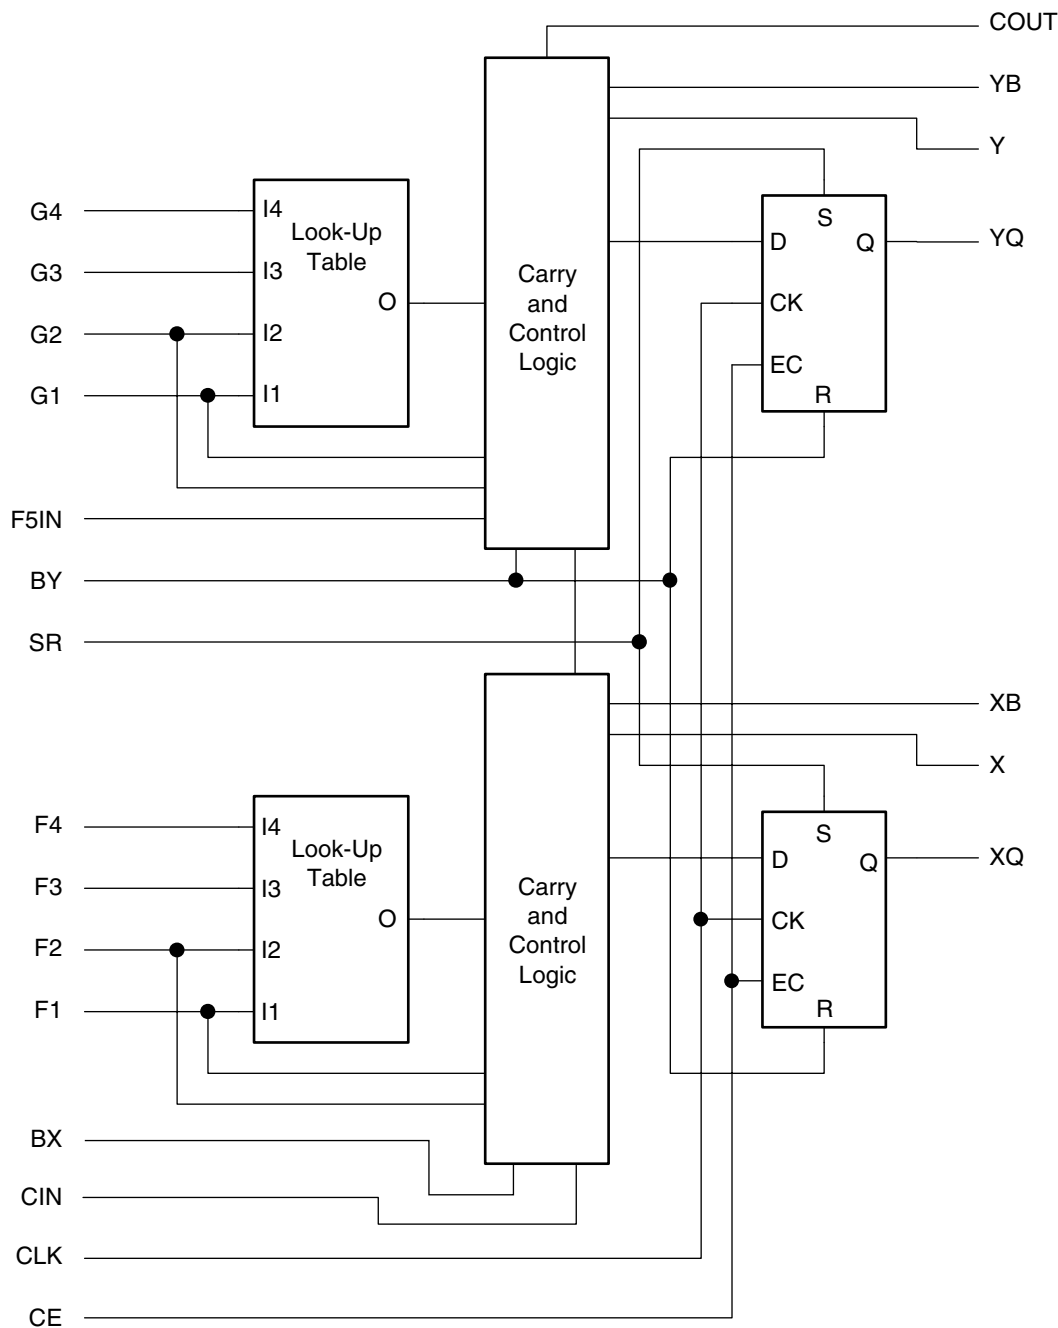 COUT
YB
Y
G4
I4
Look-Up
Table
G3
I3
O
G2
I2
G1
I1
Carry
and
Control
Logic
S
D
Q
YQ
CK
EC
R
F5IN
BY
SR
XB
X
F4
I4
Look-Up
Table
F3
I3
O
F2
I2
F1
I1
Carry
and
Control
Logic
S
D
Q
XQ
CK
EC
R
BX
CIN
CLK
CE